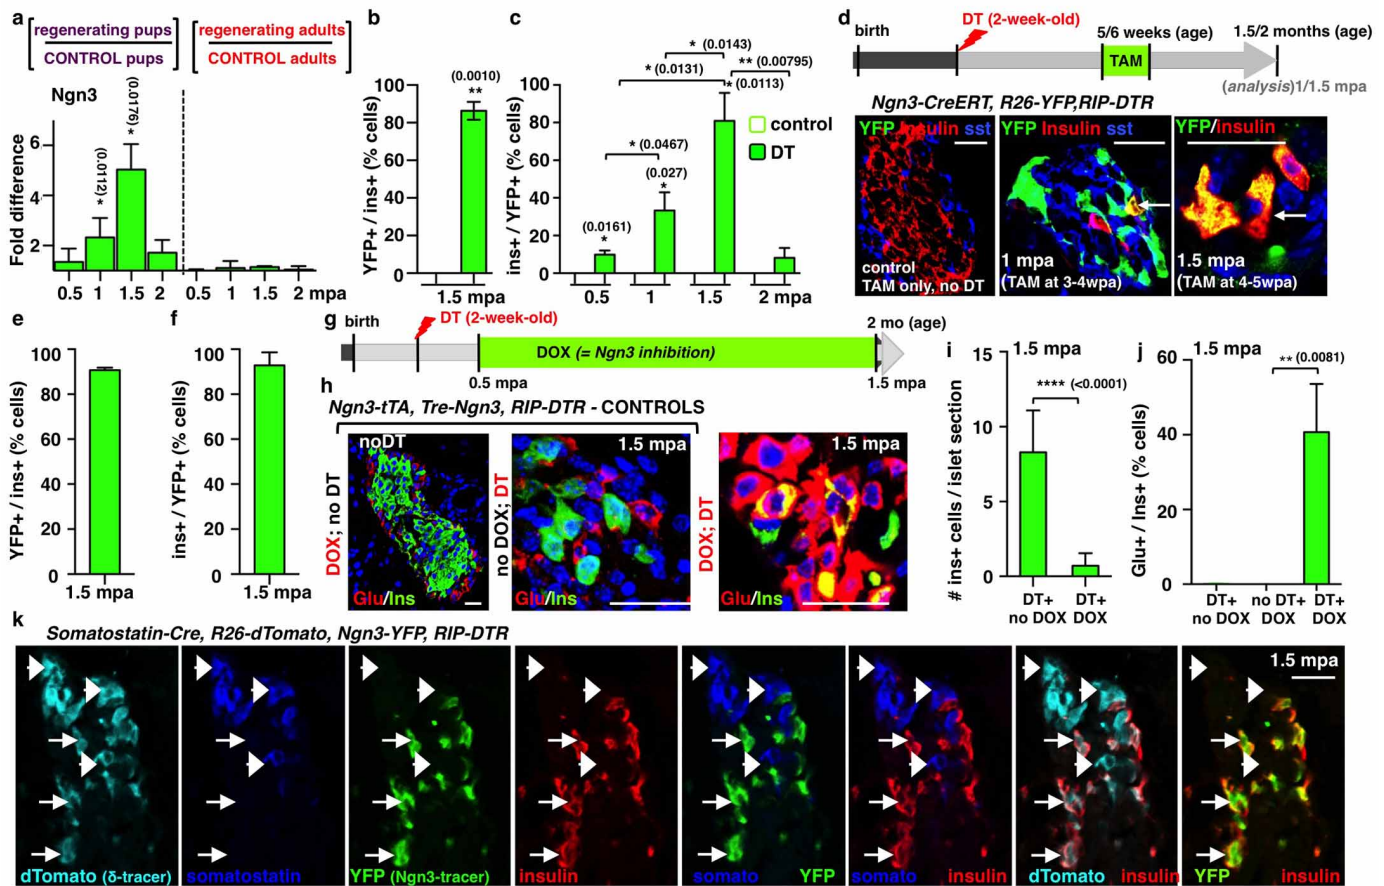 a
regenerating pups
CONTROL pups
regenerating adults
CONTROL adults
Ngn3
Fold difference
6
4
2
(0.0112) *
(0.0176) *
0.5 1 1.5 2 0.5 1 1.5 2 mpa
b
YFP+ / ins+ (% cells)
100
80
60
40
20
0
(0.0010)
**
1.5 mpa
c
ins+ / YFP+ (% cells)
100
80
60
40
20
0
* (0.0143)
* (0.0131)
** (0.00795)
* (0.0113)
* (0.0467)
(0.027)
*
(0.0161)
*
0.5 1 1.5 2 mpa
control
DT
d
DT (2-week-old)
birth
5/6 weeks (age)
1.5/2 months (age)
TAM
(analysis)1/1.5 mpa
Ngn3-CreERT, R26-YFP,RIP-DTR
YFP Insulin sst
control
TAM only, no DT
YFP Insulin sst
1 mpa
(TAM at 3-4wpa)
YFP/insulin
1.5 mpa
(TAM at 4-5wpa)
e
YFP+ / ins+ (% cells)
100
80
60
40
20
0
1.5 mpa
f
ins+ / YFP+ (% cells)
100
80
60
40
20
0
1.5 mpa
g
birth
DT (2-week-old)
2 mo (age)
DOX (= Ngn3 inhibition)
0.5 mpa
1.5 mpa
h
Ngn3-tTA, Tre-Ngn3, RIP-DTR - CONTROLS
DOX; no DT
noDT
Glu/Ins
no DOX; DT
1.5 mpa
Glu/Ins
DOX; DT
1.5 mpa
Glu/Ins
i
1.5 mpa
# ins+ cells / islet section
15
10
5
0
**** (<0.0001)
DT+ DT+
no DOX DOX
j
1.5 mpa
Glu+ / Ins+ (% cells)
60
40
20
0
** (0.0081)
DT+ no DT+ DT+
no DOX DOX DOX
k
Somatostatin-Cre, R26-dTomato, Ngn3-YFP, RIP-DTR
1.5 mpa
dTomato (δ-tracer)
somatostatin
YFP (Ngn3-tracer)
insulin
somato YFP
somato insulin
dTomato insulin
YFP insulin